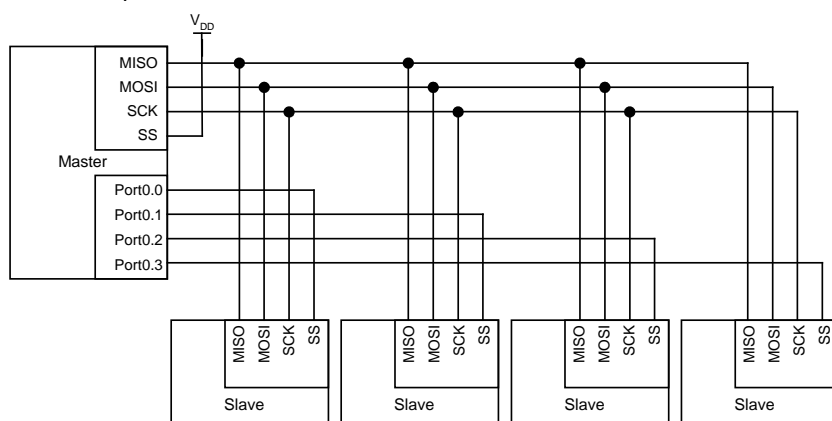 VDD
MISO
MOSI
SCK
SS
Master
Port0.0
Port0.1
Port0.2
Port0.3
MISO
MOSI
SCK
SS
Slave
MISO
MOSI
SCK
SS
Slave
MISO
MOSI
SCK
SS
Slave
MISO
MOSI
SCK
SS
Slave